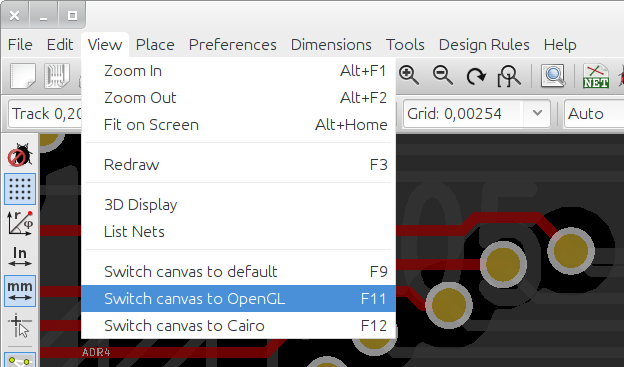 File Edit View Place Preferences Dimensions Tools Design Rules Help
NET
Track 0,20
Grid: 0,00254
Auto
Zoom In Alt+F1
Zoom Out Alt+F2
Fit on Screen Alt+Home
Redraw F3
3D Display
List Nets
Switch canvas to default F9
Switch canvas to OpenGL F11
Switch canvas to Cairo F12
r φ
In
mm
05
ADR4